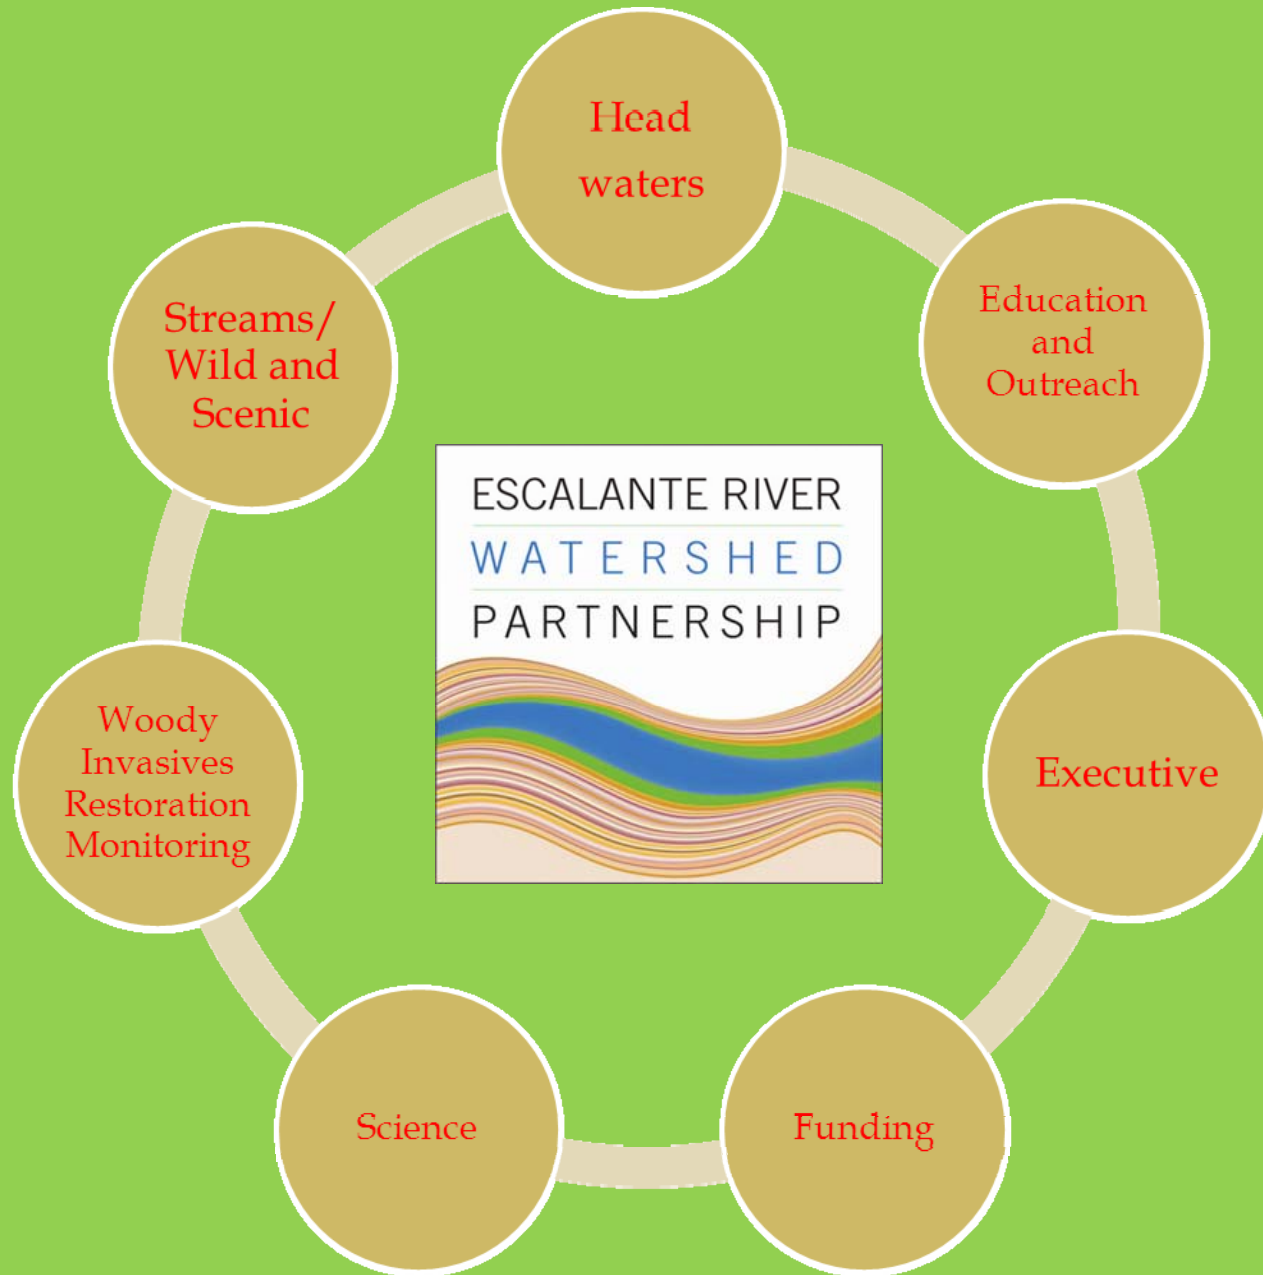 Head
waters
Education
and
Outreach
Executive
Funding
Science
Woody
Invasives
Restoration
Monitoring
Streams/
Wild and
Scenic
ESCALANTE RIVER
WATERSHED
PARTNERSHIP